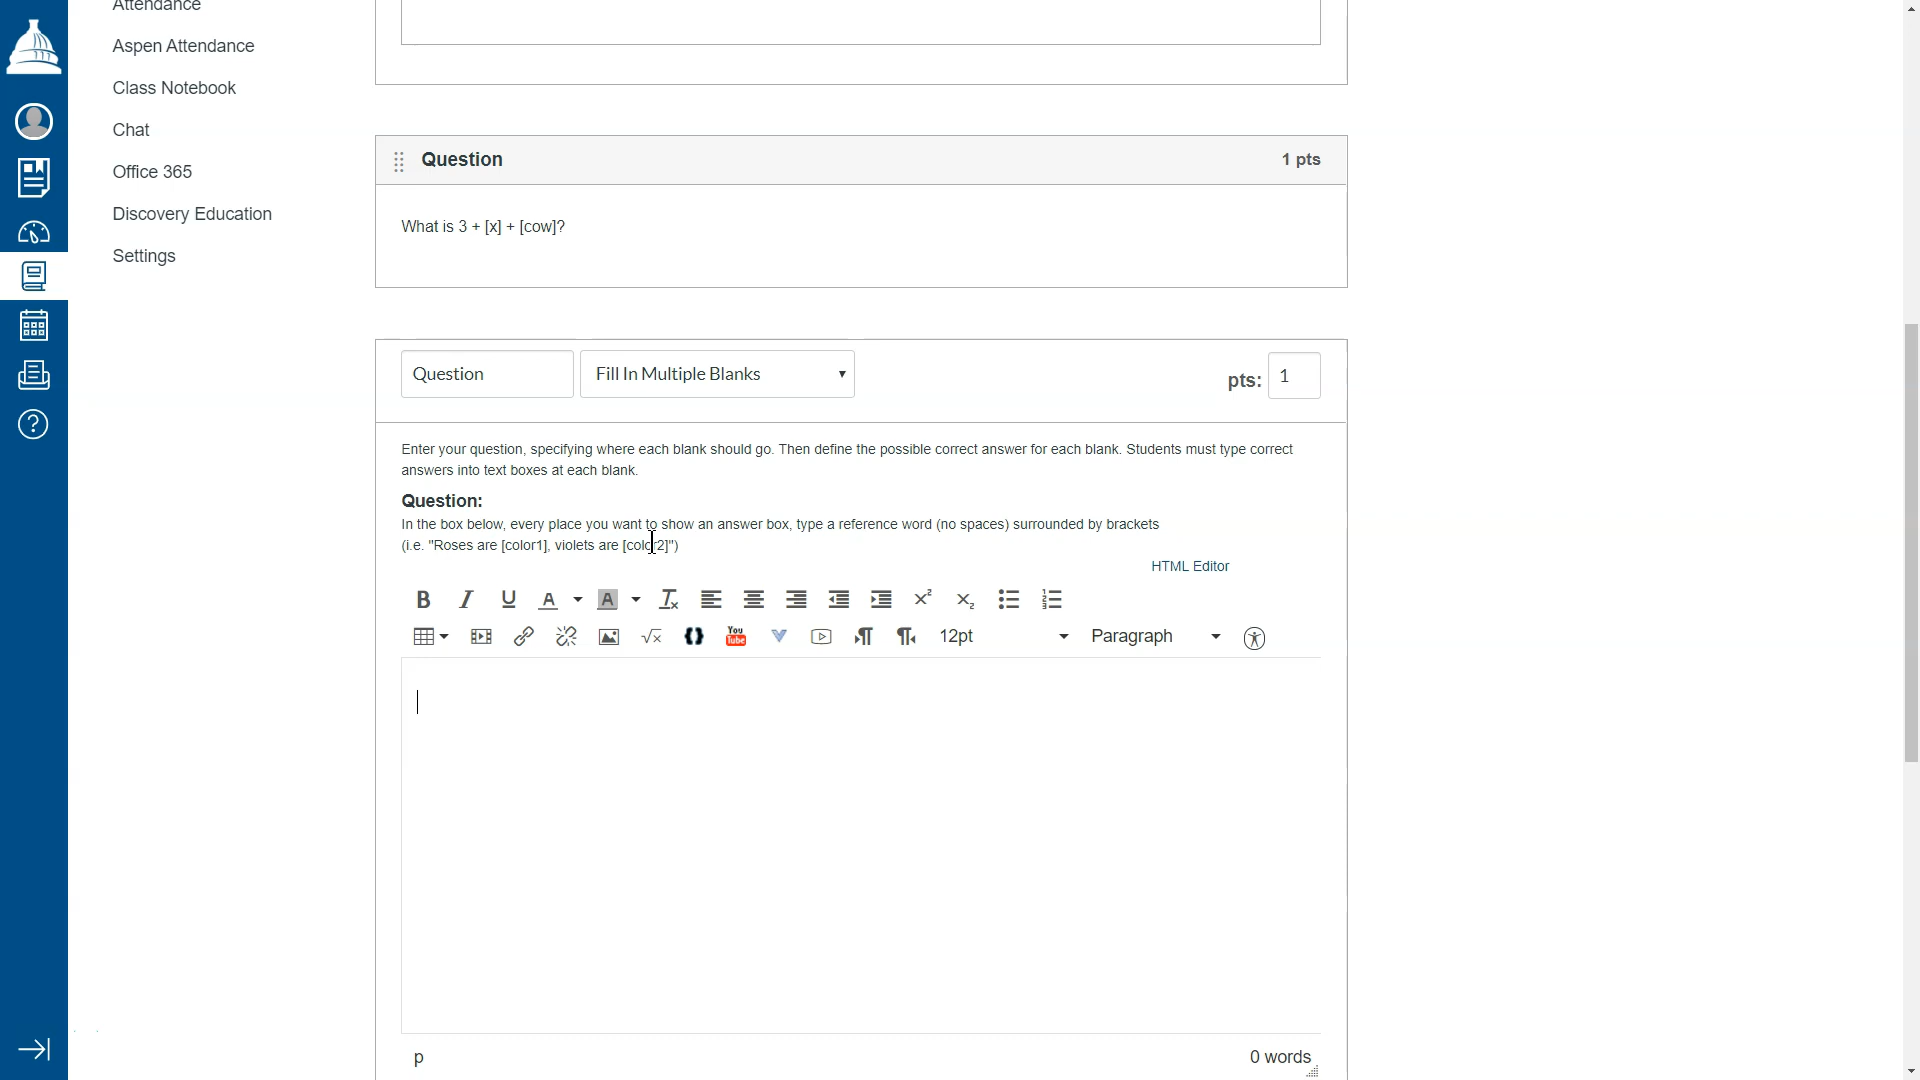 Attendance
Aspen Attendance
Class Notebook
Chat
Office 365
Discovery Education
Settings
Question
1 pts
What is 3 + [x] + [cow]?
Question
Fill In Multiple Blanks
pts:
1
Enter your question, specifying where each blank should go. Then define the possible correct answer for each blank. Students must type correct
answers into text boxes at each blank.
Question:
In the box below, every place you want to show an answer box, type a reference word (no spaces) surrounded by brackets
(i.e. "Roses are [color1], violets are [color2]")
HTML Editor
You
Tube
12pt
Paragraph
p
0 words